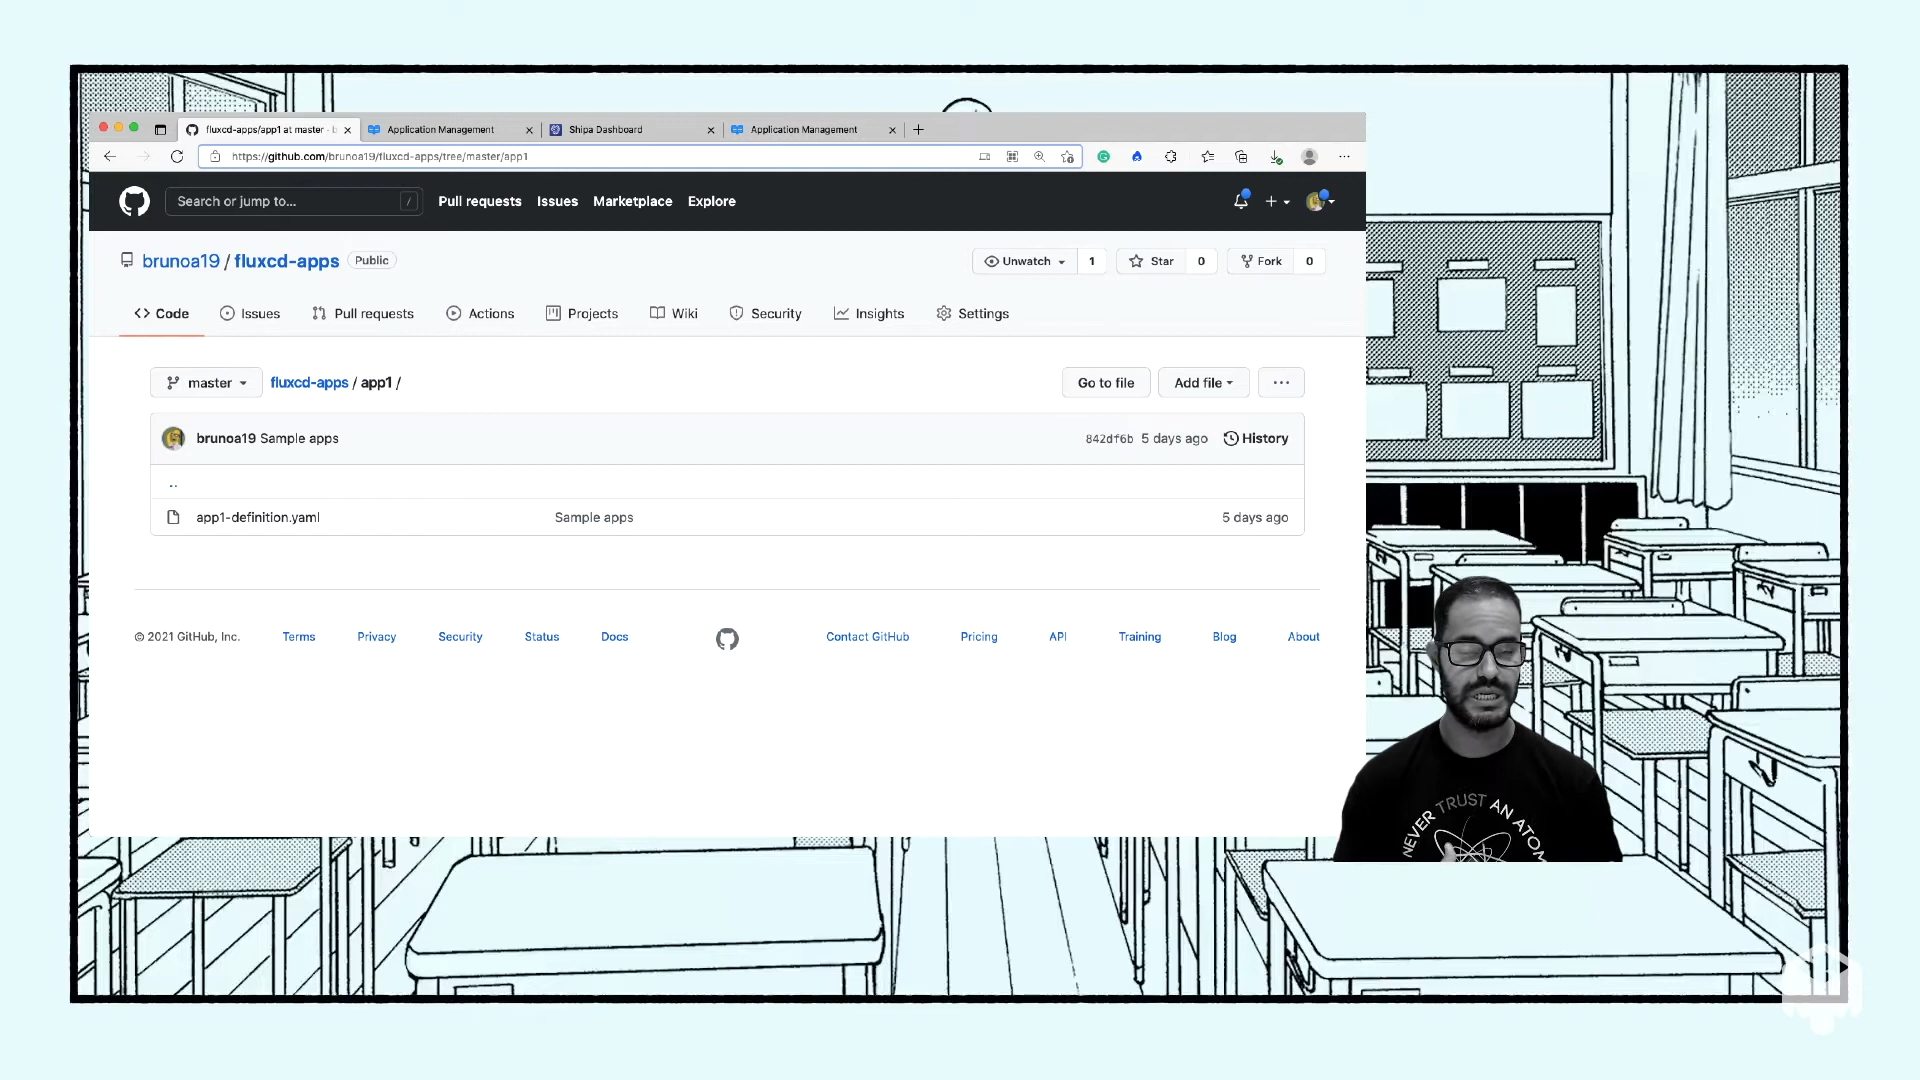 fluxcd-apps/app1 at master · b
Application Management
Shipa Dashboard
Application Management
https://github.com/brunoa19/fluxcd-apps/tree/master/app1
Search or jump to... /
Pull requests Issues Marketplace Explore
brunoa19 / fluxcd-apps Public
Unwatch 1 Star 0 Fork 0
Code Issues Pull requests Actions Projects Wiki Security Insights Settings
master fluxcd-apps / app1 / Go to file Add file ...
brunoa19 Sample apps 842df6b 5 days ago History
..
app1-definition.yaml Sample apps 5 days ago
© 2021 GitHub, Inc. Terms Privacy Security Status Docs Contact GitHub Pricing API Training Blog About
NEVER TRUST AN ATOM